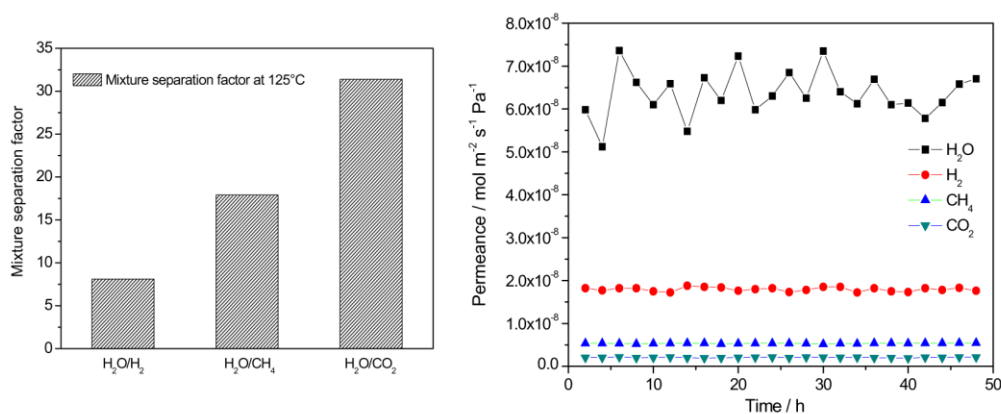 35
30
25
20
15
10
5
0
Mixture separation factor
Mixture separation factor at 125°C
H₂O/H₂
H₂O/CH₄
H₂O/CO₂
8.0x10⁻⁸
7.0x10⁻⁸
6.0x10⁻⁸
5.0x10⁻⁸
4.0x10⁻⁸
3.0x10⁻⁸
2.0x10⁻⁸
1.0x10⁻⁸
0.0
Permeance / mol m⁻² s⁻¹ Pa⁻¹
H₂O
H₂
CH₄
CO₂
0
10
20
30
40
50
Time / h